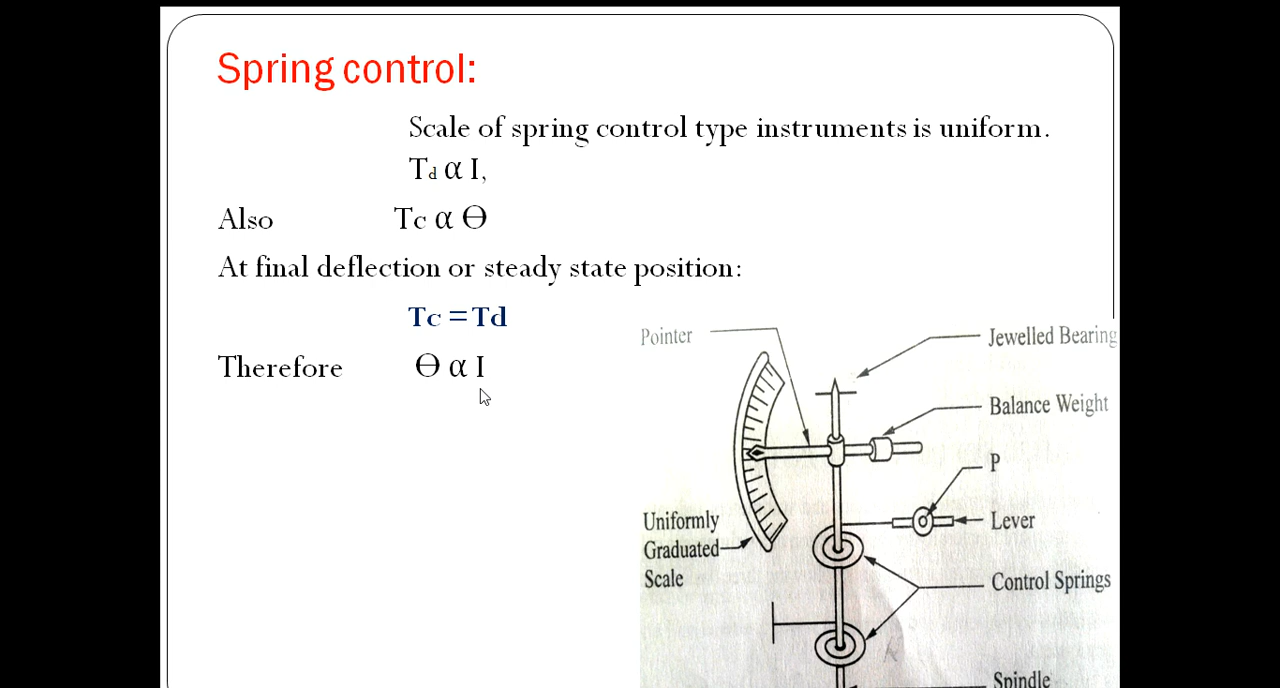 Spring control:
Scale of spring control type instruments is uniform.
Td α I,
Also Tc α Ө
At final deflection or steady state position:
Tc =Td
Therefore Ө α I
Pointer
Jewelled Bearing
Balance Weight
P
Lever
Uniformly
Graduated
Scale
Control Springs
Spindle